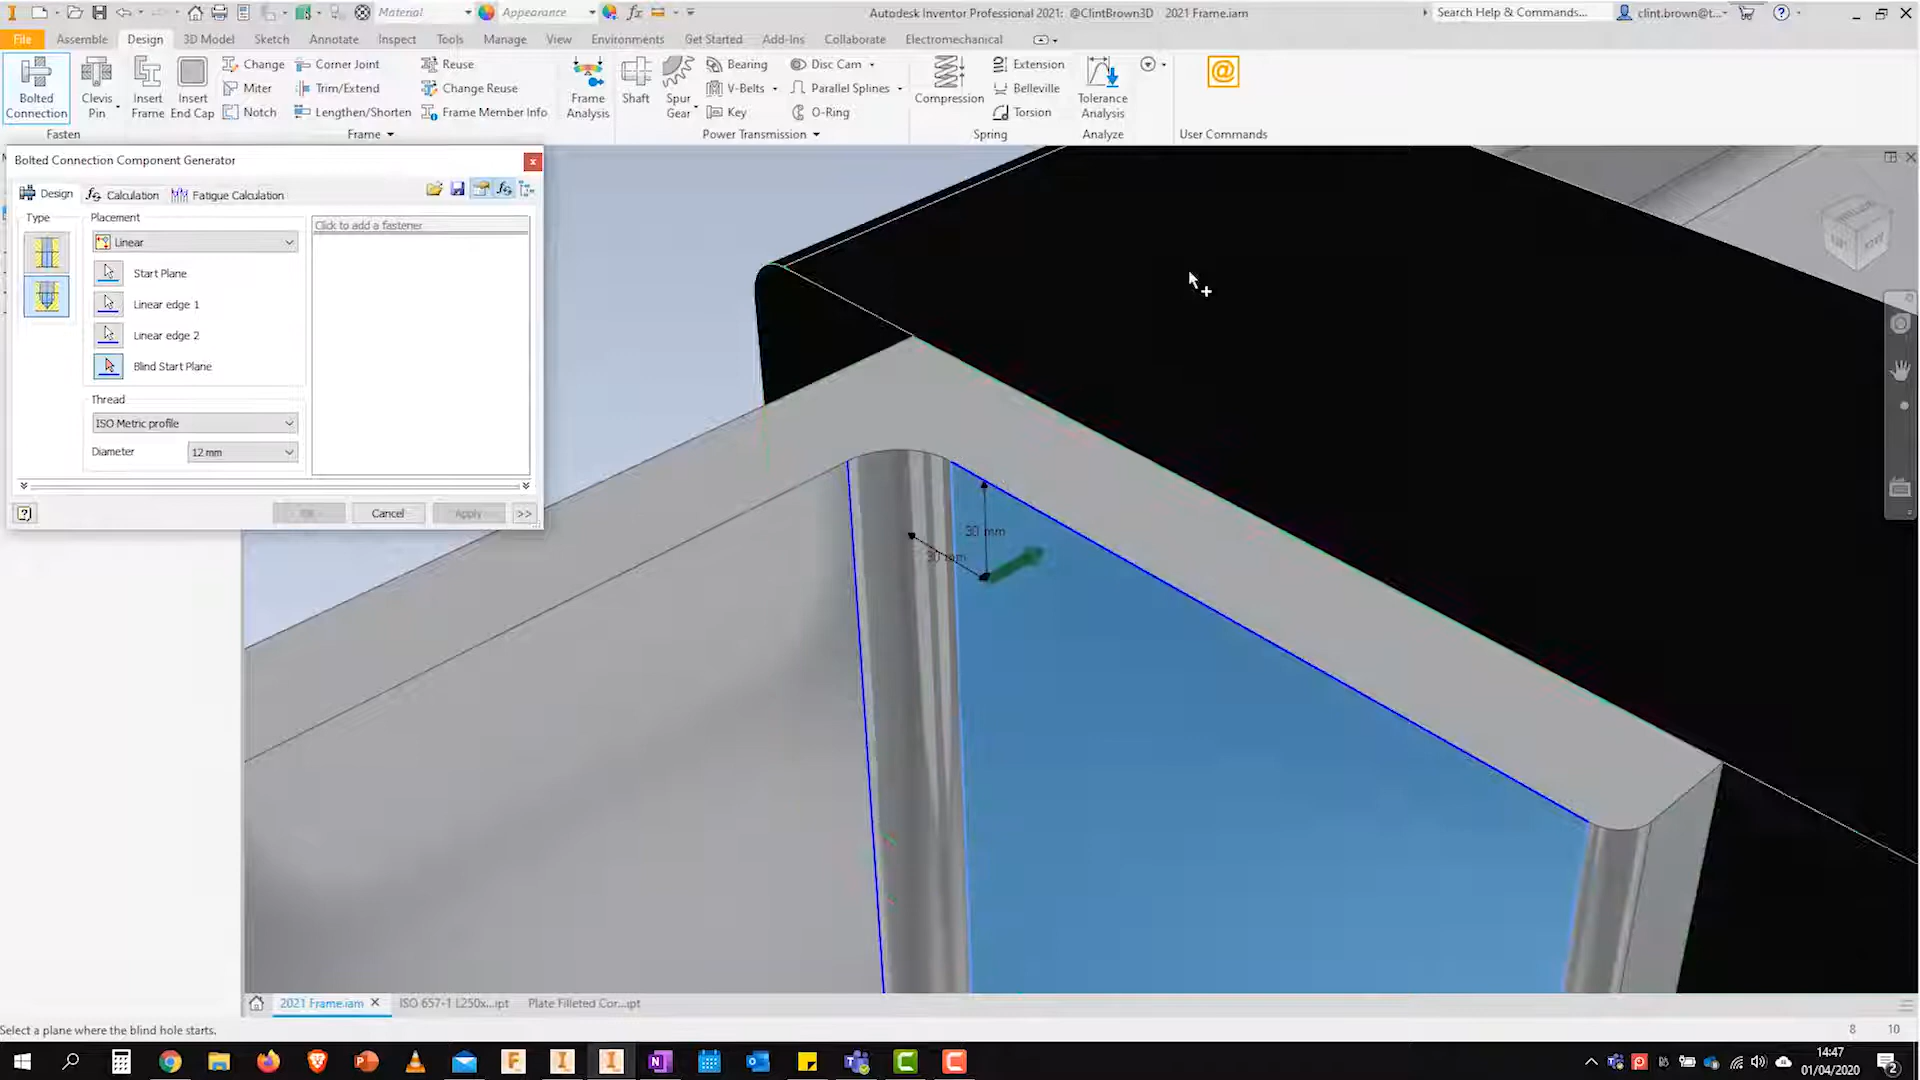 Material
Appearance
Autodesk Inventor Professional 2021: @ClintBrown3D 2021 Frame.iam
Search Help & Commands...
clint.brown@t...
File
Assemble
Design
3D Model
Sketch
Annotate
Inspect
Tools
Manage
View
Environments
Get Started
Add-Ins
Collaborate
Electromechanical
Bolted Connection
Clevis Pin
Insert Frame
Insert End Cap
Change
Miter
Notch
Corner Joint
Trim/Extend
Lengthen/Shorten
Reuse
Change Reuse
Frame Member Info
Frame Analysis
Shaft
Spur Gear
Bearing
V-Belts
Key
Disc Cam
Parallel Splines
O-Ring
Compression
Extension
Belleville
Torsion
Tolerance Analysis
Fasten
Frame
Power Transmission
Spring
Analyze
User Commands
Bolted Connection Component Generator
Design
Calculation
Fatigue Calculation
Type
Placement
Linear
Start Plane
Linear edge 1
Linear edge 2
Blind Start Plane
Thread
ISO Metric profile
Diameter
12 mm
Click to add a fastener
Cancel
Apply
>>
30 mm
30 mm
2021 Frame.iam
ISO 657-1 L250x...ipt
Plate Filleted Cor...ipt
Select a plane where the blind hole starts.
8
10
14:47
01/04/2020
2